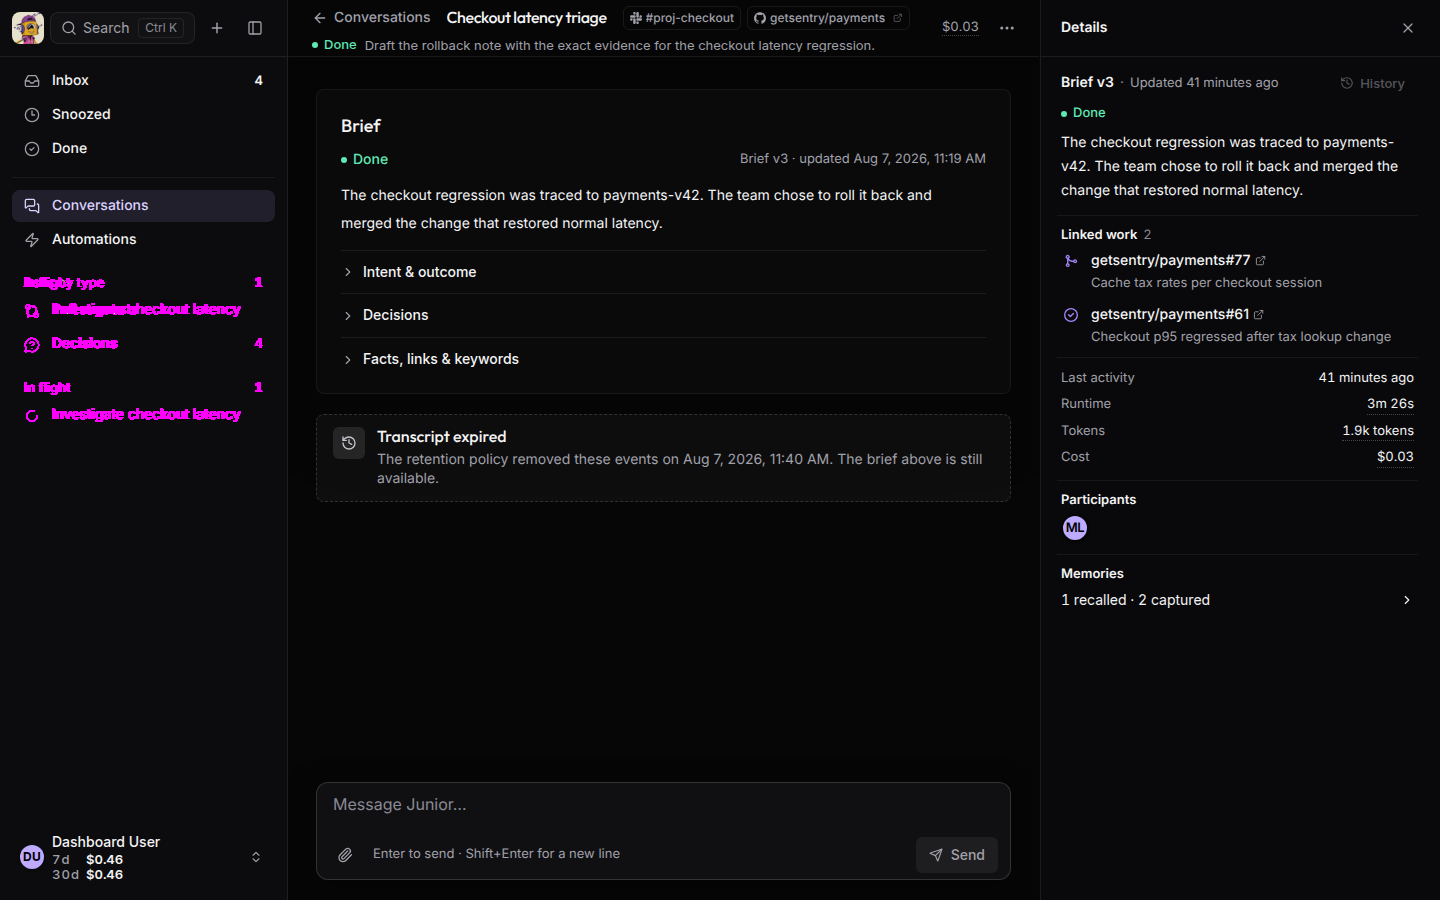 Search Ctrl K
Inbox 4
Snoozed
Done
Conversations
Automations
type 1
checkout latency
Decisions 4
In flight 1
Investigate checkout latency
Dashboard User
7d $0.46
30d $0.46
Conversations Checkout latency triage #proj-checkout getsentry/payments $0.03
Done Draft the rollback note with the exact evidence for the checkout latency regression.
Brief
Done Brief v3 · updated Aug 7, 2026, 11:19 AM
The checkout regression was traced to payments-v42. The team chose to roll it back and
merged the change that restored normal latency.
Intent & outcome
Decisions
Facts, links & keywords
Transcript expired
The retention policy removed these events on Aug 7, 2026, 11:40 AM. The brief above is still
available.
Message Junior...
Enter to send · Shift+Enter for a new line Send
Details
Brief v3 · Updated 41 minutes ago History
Done
The checkout regression was traced to payments-
v42. The team chose to roll it back and merged the
change that restored normal latency.
Linked work 2
getsentry/payments#77
Cache tax rates per checkout session
getsentry/payments#61
Checkout p95 regressed after tax lookup change
Last activity 41 minutes ago
Runtime 3m 26s
Tokens 1.9k tokens
Cost $0.03
Participants
ML
Memories
1 recalled · 2 captured
DU